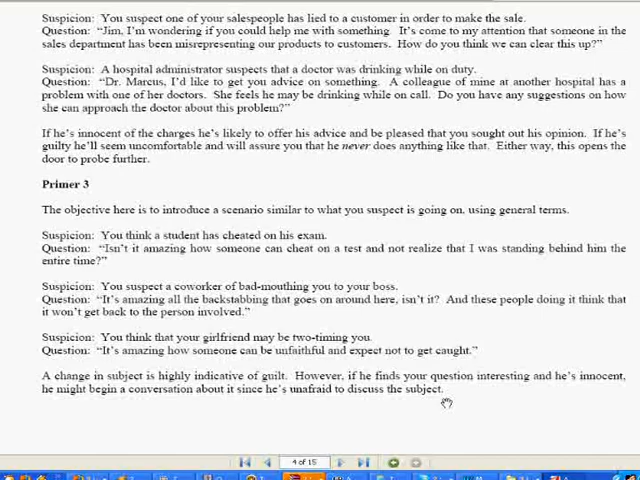 Suspicion: You suspect one of your salespeople has lied to a customer in order to make the sale.
Question: "Jim, I'm wondering if you could help me with something. It's come to my attention that someone in the
sales department has been misrepresenting our products to customers. How do you think we can clear this up?"
Suspicion: A hospital administrator suspects that a doctor was drinking while on duty.
Question: "Dr. Marcus, I'd like to get you advice on something. A colleague of mine at another hospital has a
problem with one of her doctors. She feels he may be drinking while on call. Do you have any suggestions on how
she can approach the doctor about this problem?"
If he's innocent of the charges he's likely to offer his advice and be pleased that you sought out his opinion. If he's
guilty he'll seem uncomfortable and will assure you that he never does anything like that. Either way, this opens the
door to probe further.
Primer 3
The objective here is to introduce a scenario similar to what you suspect is going on, using general terms.
Suspicion: You think a student has cheated on his exam.
Question: "Isn't it amazing how someone can cheat on a test and not realize that I was standing behind him the
entire time?"
Suspicion: You suspect a coworker of bad-mouthing you to your boss.
Question: "It's amazing all the backstabbing that goes on around here, isn't it? And these people doing it think that
it won't get back to the person involved."
Suspicion: You think that your girlfriend may be two-timing you.
Question: "It's amazing how someone can be unfaithful and expect not to get caught."
A change in subject is highly indicative of guilt. However, if he finds your question interesting and he's innocent,
he might begin a conversation about it since he's unafraid to discuss the subject.
4 of 15